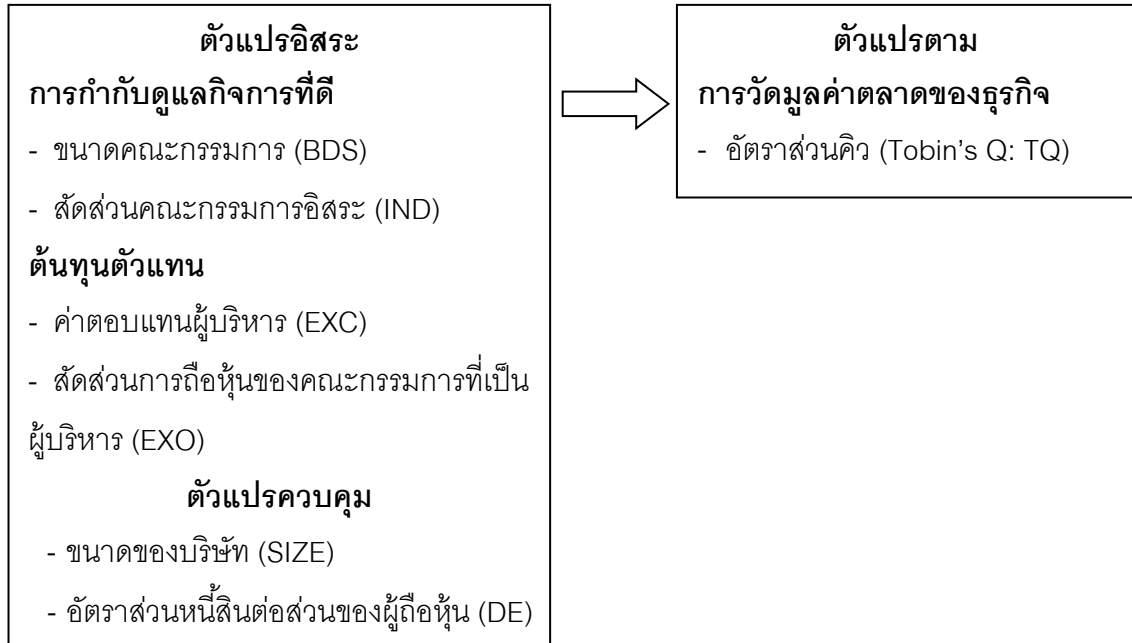 ตัวแปรอิสระ
การกำกับดูแลกิจการที่ดี
- ขนาดคณะกรรมการ (BDS)
- สัดส่วนคณะกรรมการอิสระ (IND)
ต้นทุนตัวแทน
- ค่าตอบแทนผู้บริหาร (EXC)
- สัดส่วนการถือหุ้นของคณะกรรมการที่เป็น
ผู้บริหาร (EXO)
ตัวแปรควบคุม
- ขนาดของบริษัท (SIZE)
- อัตราส่วนหนี้สินต่อส่วนของผู้ถือหุ้น (DE)
ตัวแปรตาม
การวัดมูลค่าตลาดของธุรกิจ
- อัตราส่วนคิว (Tobin's Q: TQ)